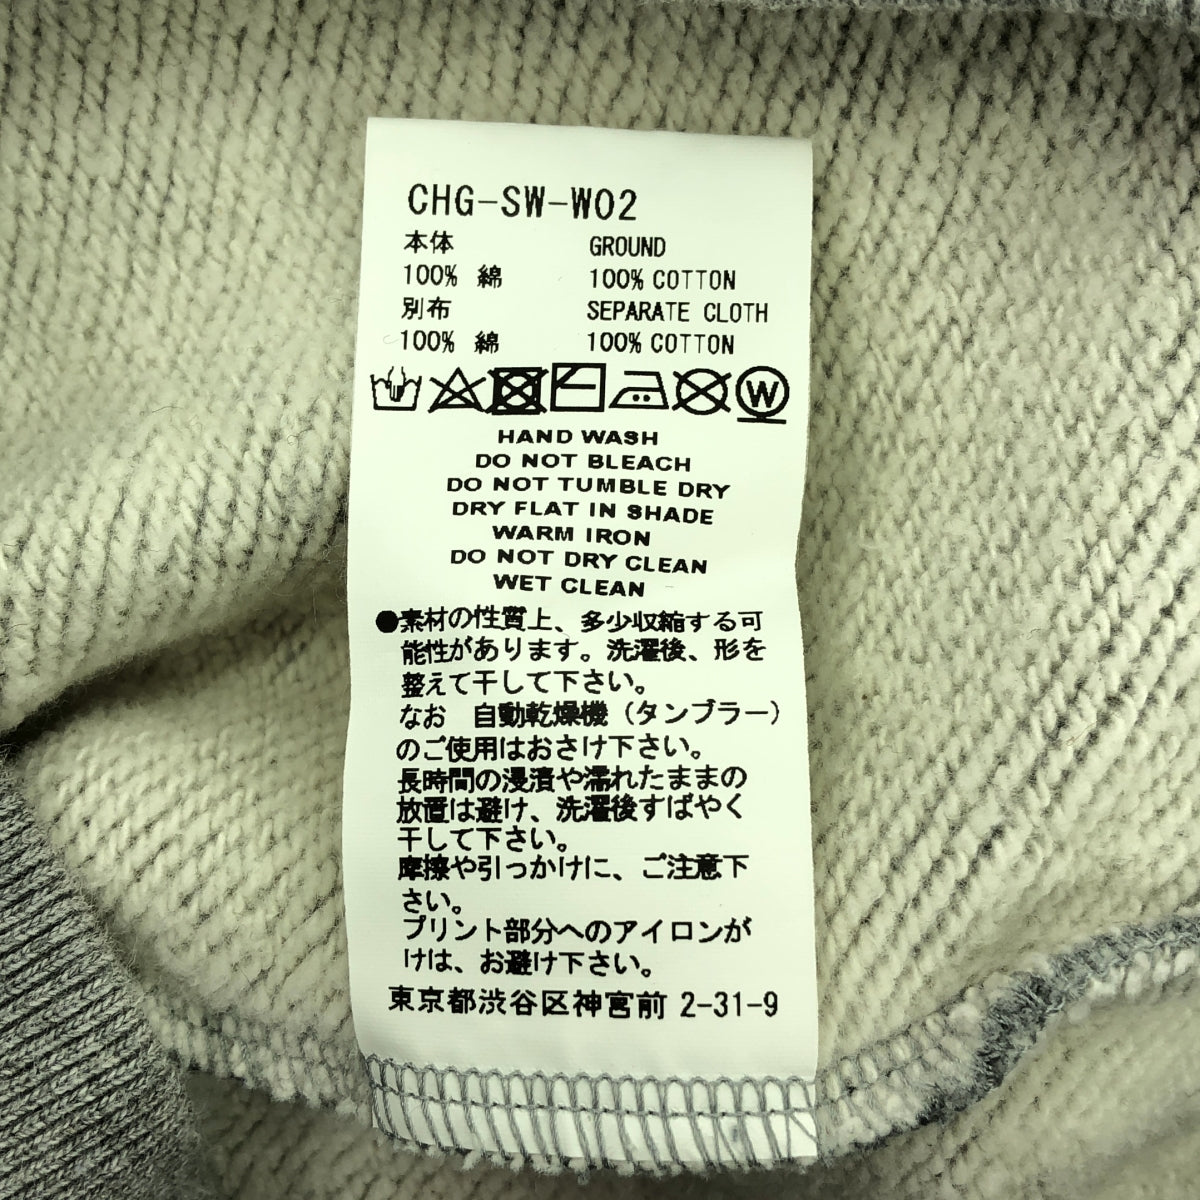 CHG-SW-W02
本体 GROUND
100% 綿 100% COTTON
別布 SEPARATE CLOTH
100% 綿 100% COTTON
W
HAND WASH
DO NOT BLEACH
DO NOT TUMBLE DRY
DRY FLAT IN SHADE
WARM IRON
DO NOT DRY CLEAN
WET CLEAN
●素材の性質上、多少収縮する可
能性があります。洗濯後、形を
整えて干して下さい。
なお 自動乾燥機（タンブラー）
のご使用はおさけ下さい。
長時間の浸漬や濡れたままの
放置は避け、洗濯後すばやく
干して下さい。
摩擦や引っかけに、ご注意下
さい。
プリント部分へのアイロンが
けは、お避け下さい。
東京都渋谷区神宮前 2-31-9